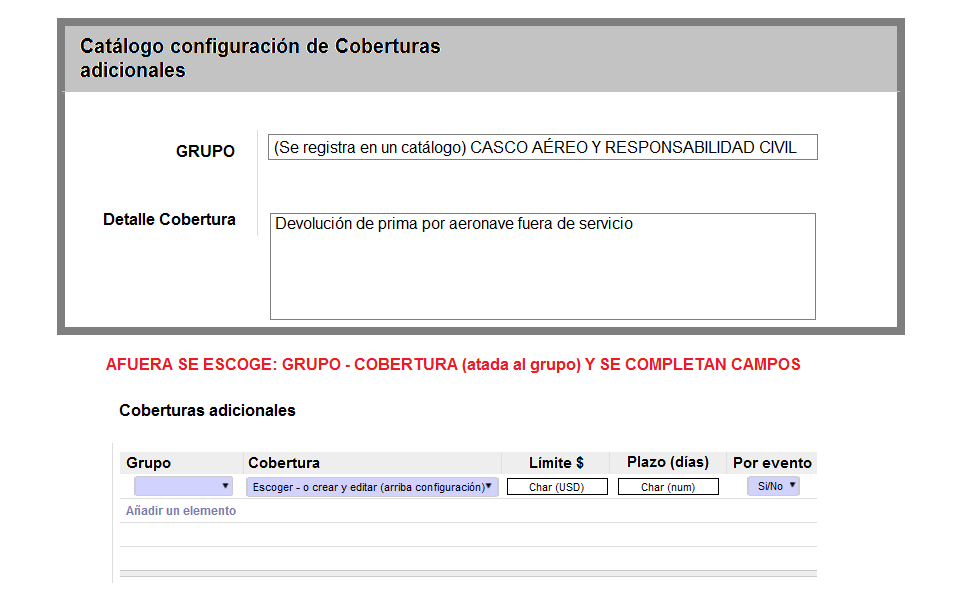 Catálogo configuración de Coberturas
adicionales
GRUPO
(Se registra en un catálogo) CASCO AÉREO Y RESPONSABILIDAD CIVIL
Detalle Cobertura
Devolución de prima por aeronave fuera de servicio
AFUERA SE ESCOGE: GRUPO - COBERTURA (atada al grupo) Y SE COMPLETAN CAMPOS
Coberturas adicionales
Grupo Cobertura Límite $ Plazo (días) Por evento
Escoger - o crear y editar (arriba configuración) Char (USD) Char (num) Si/No
Añadir un elemento